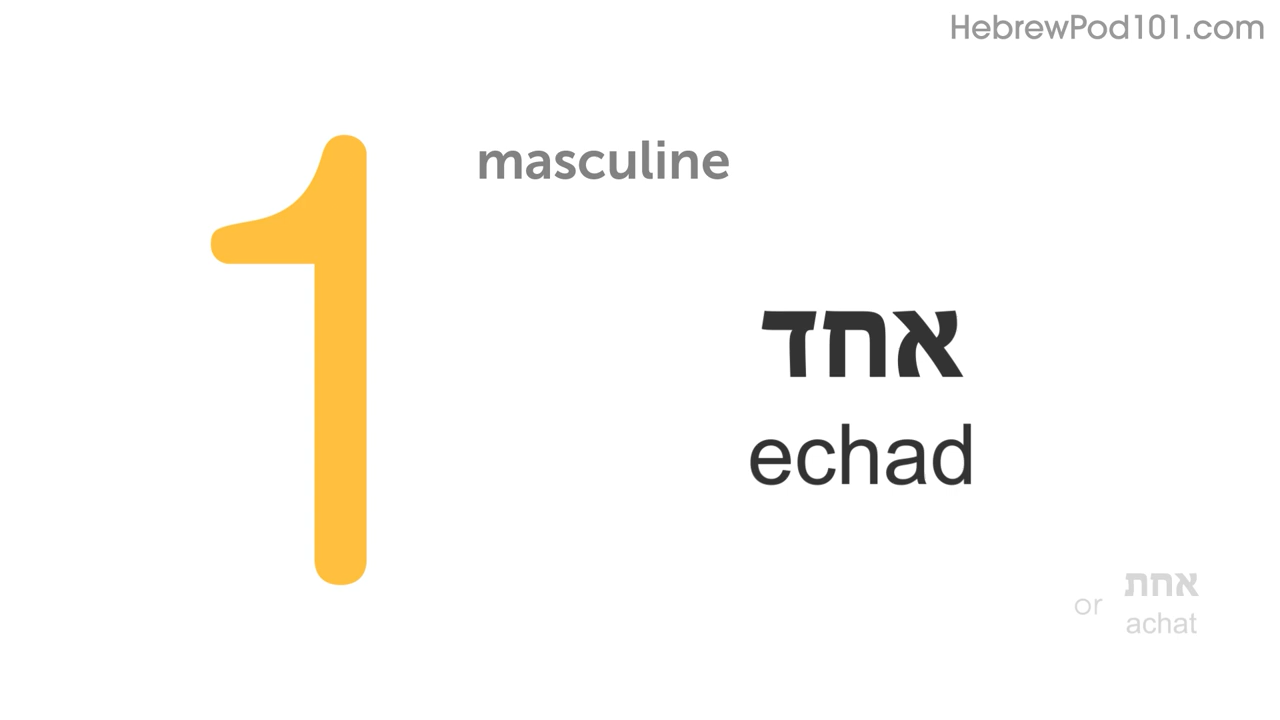 HebrewPod101.com
1
masculine
אחד
echad
or
אחת
achat